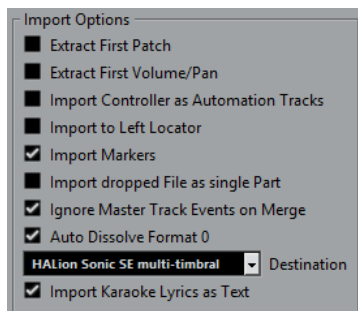 Import Options
Extract First Patch
Extract First Volume/Pan
Import Controller as Automation Tracks
Import to Left Locator
Import Markers
Import dropped File as single Part
Ignore Master Track Events on Merge
Auto Dissolve Format 0
HALion Sonic SE multi-timbral Destination
Import Karaoke Lyrics as Text